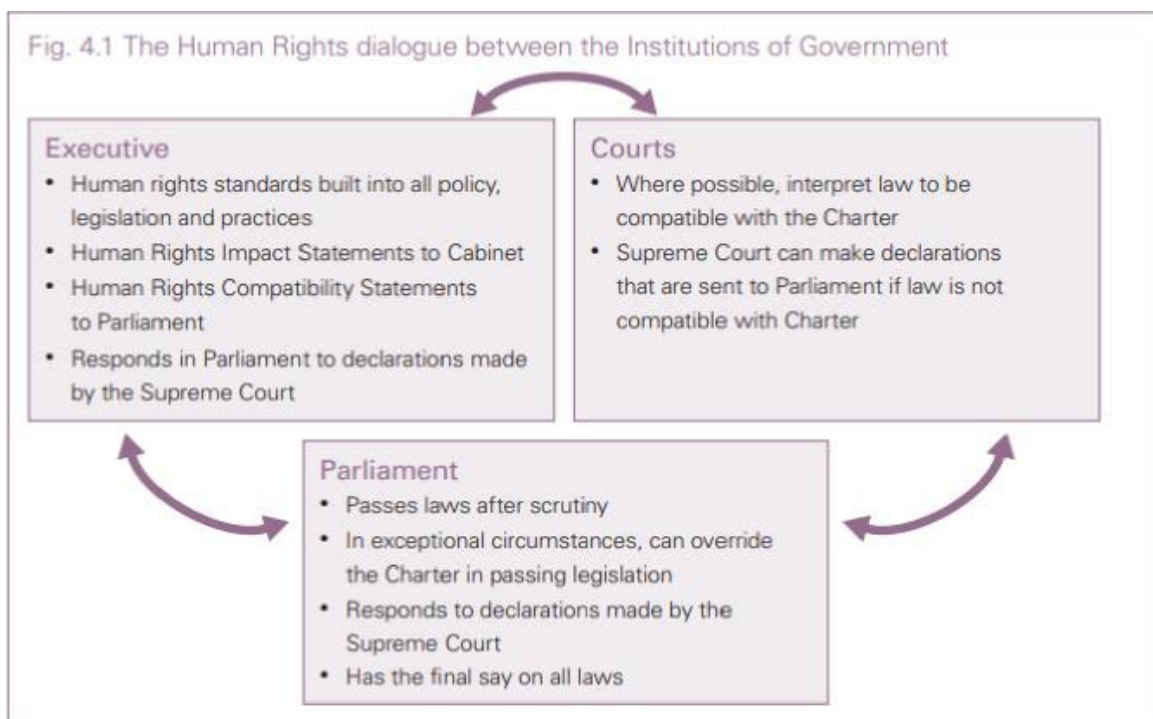 Fig. 4.1 The Human Rights dialogue between the Institutions of Government
Executive
• Human rights standards built into all policy,
legislation and practices
• Human Rights Impact Statements to Cabinet
• Human Rights Compatibility Statements
to Parliament
• Responds in Parliament to declarations made
by the Supreme Court
Courts
• Where possible, interpret law to be
compatible with the Charter
• Supreme Court can make declarations
that are sent to Parliament if law is not
compatible with Charter
Parliament
• Passes laws after scrutiny
• In exceptional circumstances, can override
the Charter in passing legislation
• Responds to declarations made by the
Supreme Court
• Has the final say on all laws